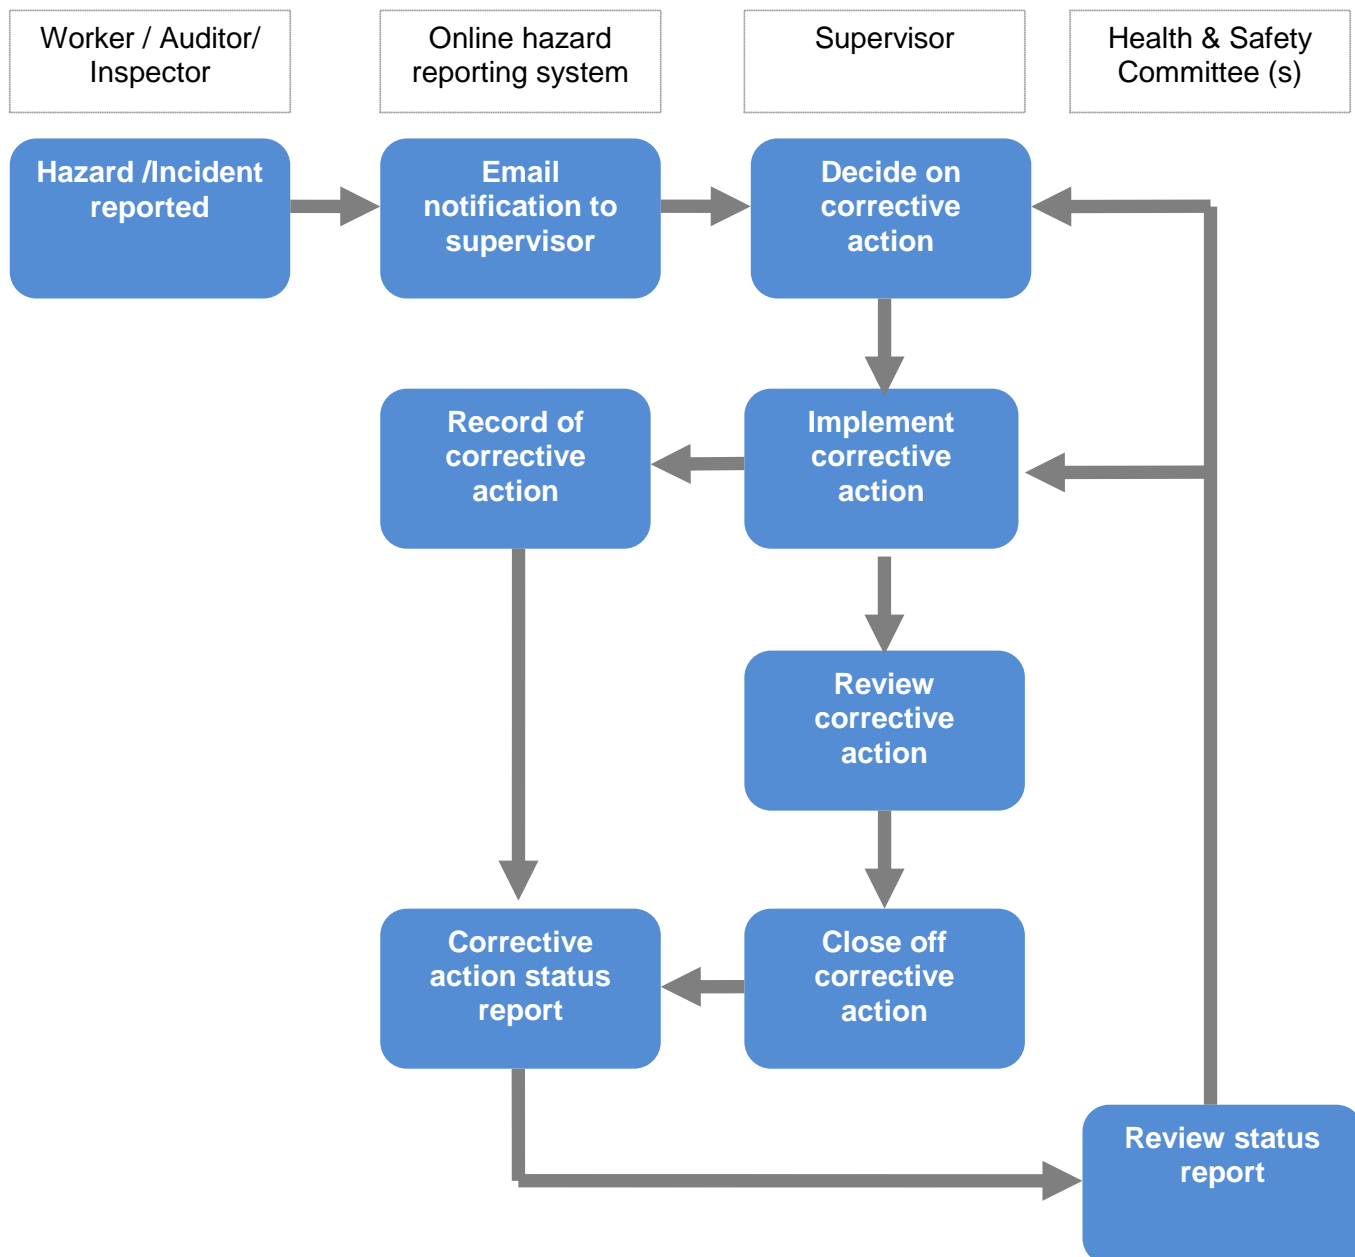 Worker / Auditor/
Inspector
Online hazard
reporting system
Supervisor
Health & Safety
Committee (s)
Hazard /Incident
reported
Email
notification to
supervisor
Decide on
corrective
action
Record of
corrective
action
Implement
corrective
action
Review
corrective
action
Corrective
action status
report
Close off
corrective
action
Review status
report